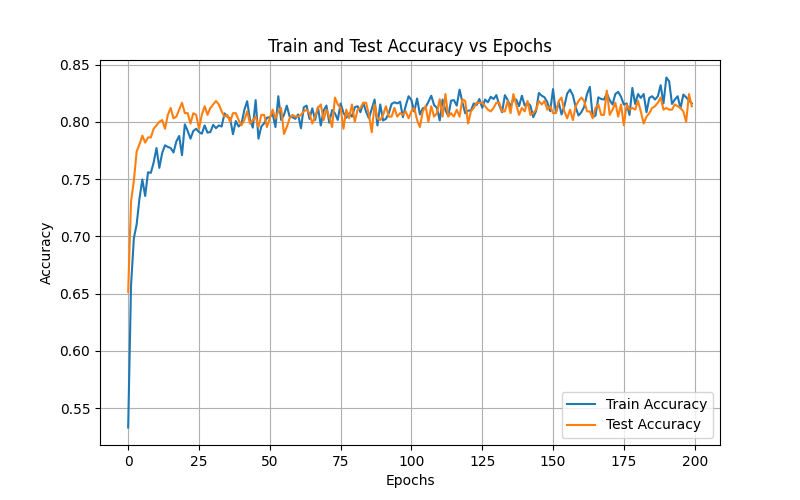 Train and Test Accuracy vs Epochs
0.85
0.80
0.75
0.70
0.65
0.60
0.55
Accuracy
Train Accuracy
Test Accuracy
0 25 50 75 100 125 150 175 200
Epochs